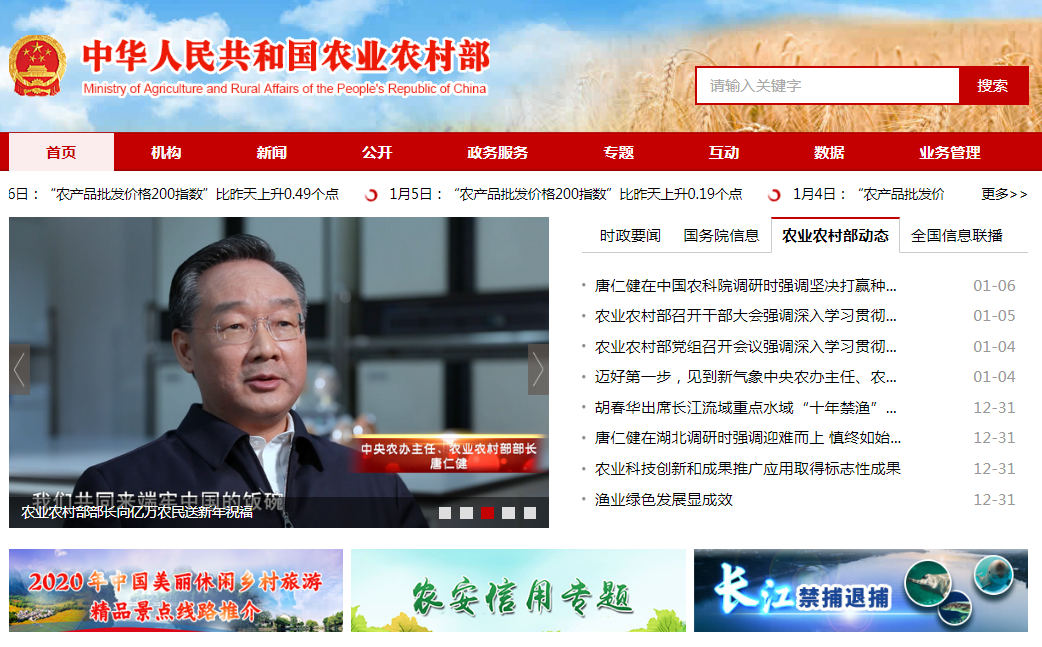 中华人民共和国农业农村部
Ministry of Agriculture and Rural Affairs of the People's Republic of China
请输入关键字
搜索
首页 机构 新闻 公开 政务服务 专题 互动 数据 业务管理
6日：“农产品批发价格200指数”比昨天上升0.49个点 1月5日：“农产品批发价格200指数”比昨天上升0.19个点 1月4日：“农产品批发价 更多>>
中央农办主任、农业农村部部长
唐仁健
我们共同来端牢中国的饭碗
农业农村部部长向亿万农民送新年祝福
时政要闻 国务院信息 农业农村部动态 全国信息联播
唐仁健在中国农科院调研时强调坚决打赢种... 01-06
农业农村部召开干部大会强调深入学习贯彻... 01-05
农业农村部党组召开会议强调深入学习贯彻... 01-04
迈好第一步，见到新气象中央农办主任、农... 01-04
胡春华出席长江流域重点水域“十年禁渔”... 12-31
唐仁健在湖北调研时强调迎难而上 慎终如始... 12-31
农业科技创新和成果推广应用取得标志性成果 12-31
渔业绿色发展显成效 12-31
2020年中国美丽休闲乡村旅游
精品景点线路推介
农安信用专题
长江禁捕退捕